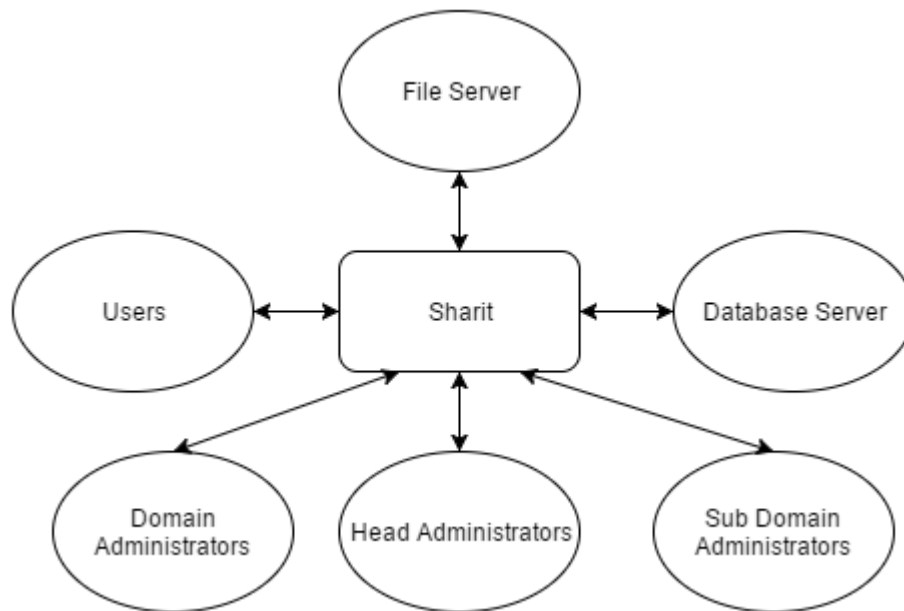 File Server
Users
Sharit
Database Server
Domain
Administrators
Head Administrators
Sub Domain
Administrators